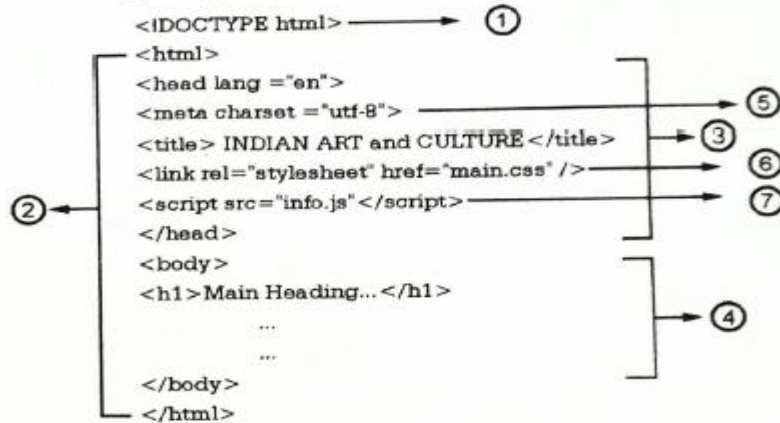 <!DOCTYPE html> ①
<html>
<head lang ="en">
<meta charset ="utf-8"> ⑤
<title> INDIAN ART and CULTURE</title> ③
<link rel="stylesheet" href="main.css" /> ⑥
② <script src="info.js"</script> ⑦
</head>
<body>
<h1>Main Heading...</h1>
... ④
...
</body>
</html>